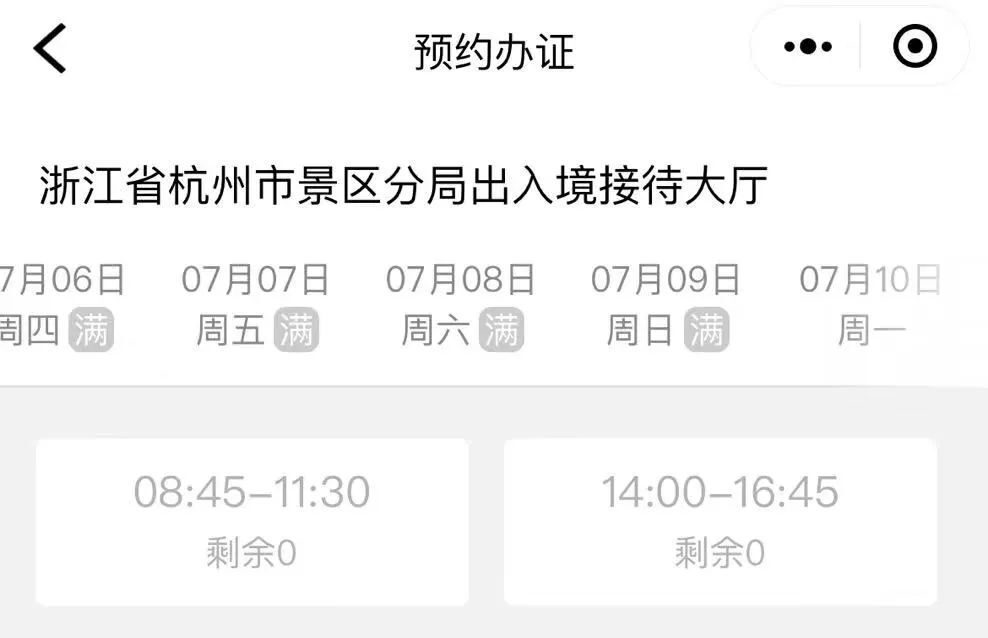 预约办证
浙江省杭州市景区分局出入境接待大厅
7月06日 07月07日 07月08日 07月09日 07月10日
周四 满 周五 满 周六 满 周日 满 周一
08:45-11:30 14:00-16:45
剩余0 剩余0